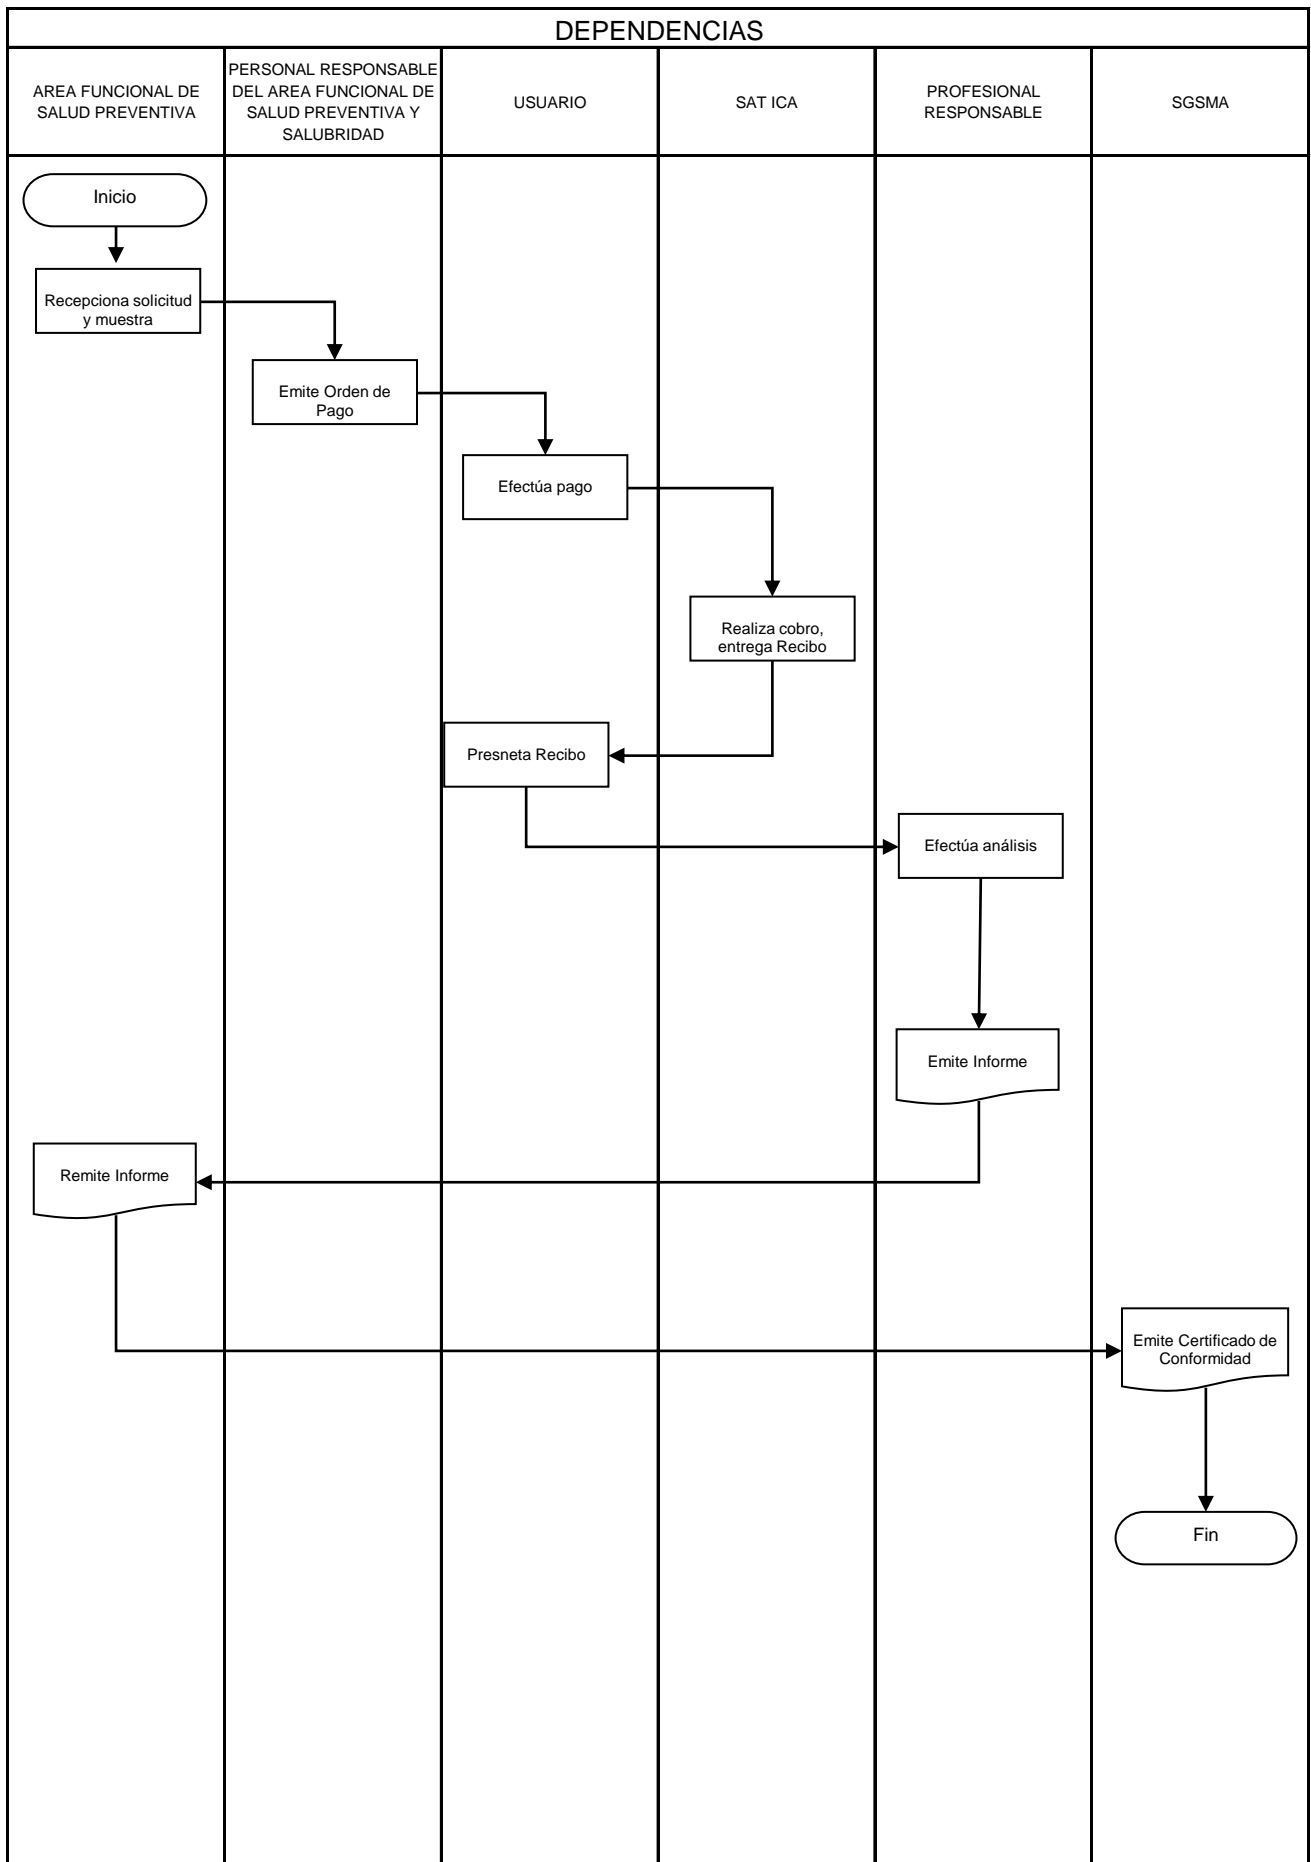 DEPENDENCIAS
AREA FUNCIONAL DE
SALUD PREVENTIVA
PERSONAL RESPONSABLE
DEL AREA FUNCIONAL DE
SALUD PREVENTIVA Y
SALUBRIDAD
USUARIO
SAT ICA
PROFESIONAL
RESPONSABLE
SGSMA
Inicio
Recepciona solicitud
y muestra
Emite Orden de
Pago
Efectúa pago
Realiza cobro,
entrega Recibo
Presneta Recibo
Efectúa análisis
Emite Informe
Remite Informe
Emite Certificado de
Conformidad
Fin